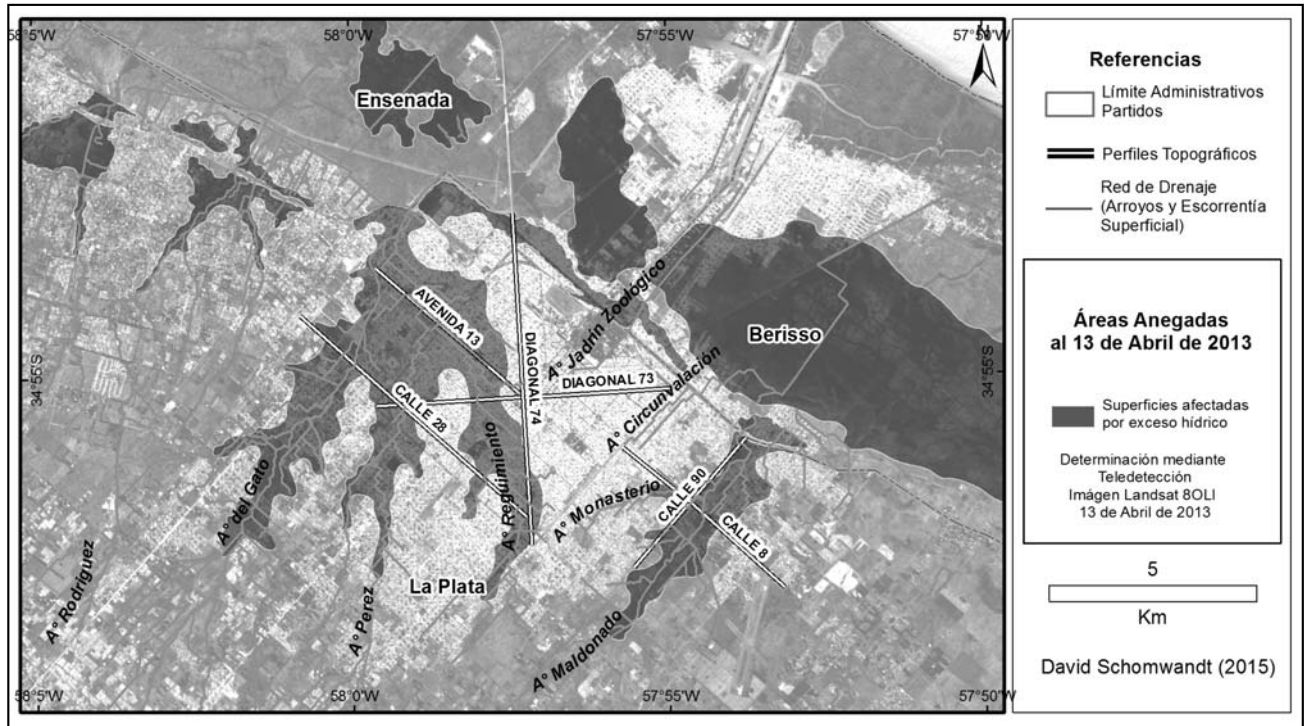 58°5'W
58°0'W
57°55'W
57°50'W
N
Ensenada
A° Jadrín Zoológico
Berisso
AVENIDA 13
DIAGONAL 74
DIAGONAL 73
CALLE 28
A° Circunvalación
34°55'S
34°55'S
A° Reguimiento
A° Monasterio
CALLE 90
CALLE 8
A° del Gato
La Plata
A° Rodriguez
A° Perez
A° Maldonado
58°5'W
58°0'W
57°55'W
57°50'W
Referencias
Límite Administrativos
Partidos
Perfiles Topográficos
Red de Drenaje
(Arroyos y Escorrentía
Superficial)
Áreas Anegadas
al 13 de Abril de 2013
Superficies afectadas
por exceso hídrico
Determinación mediante
Teledetección
Imágen Landsat 8OLI
13 de Abril de 2013
5
Km
David Schomwandt (2015)